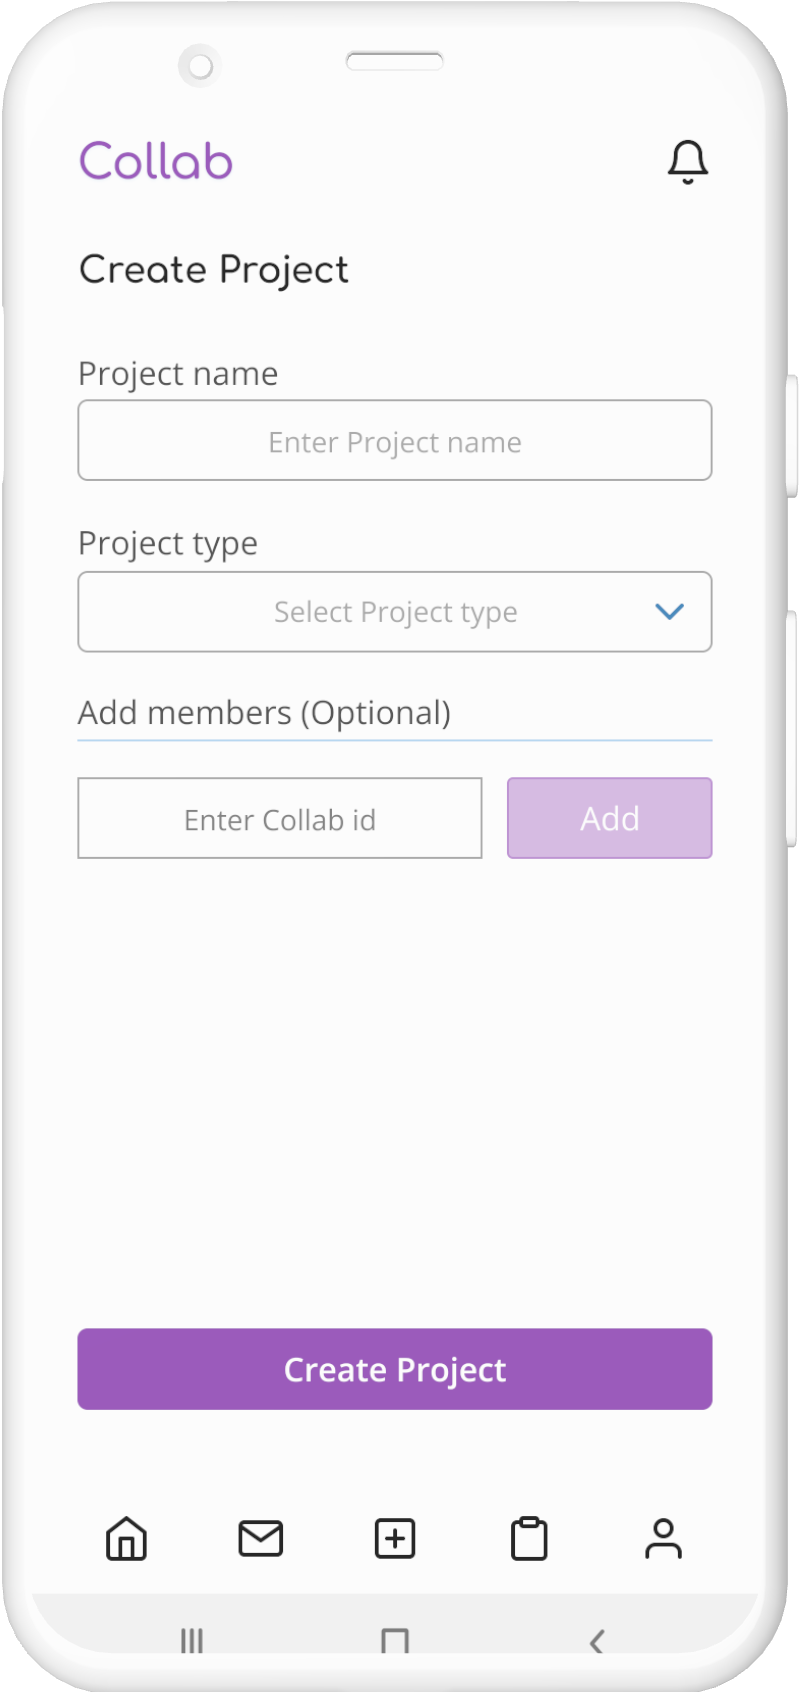 Collab
Create Project
Project name
Enter Project name
Project type
Select Project type
Add members (Optional)
Enter Collab id
Add
Create Project